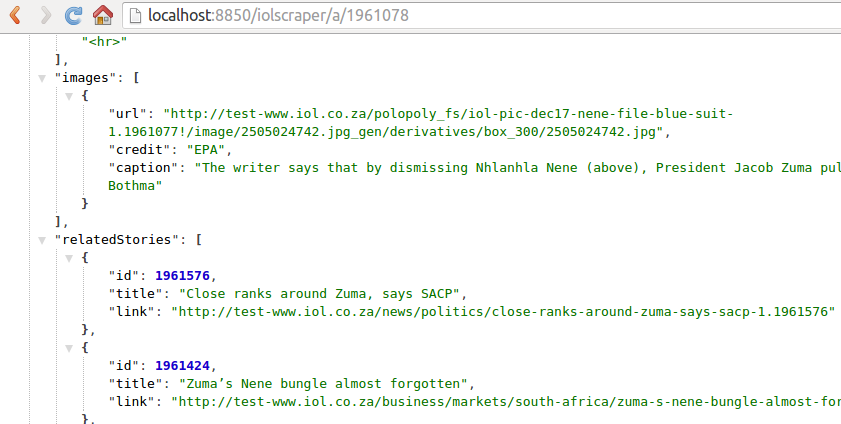 localhost:8850/iolscraper/a/1961078
"<hr>"
],
"images": [
{
"url": "http://test-www.iol.co.za/polopoly_fs/iol-pic-dec17-nene-file-blue-suit-
1.1961077!/image/2505024742.jpg_gen/derivatives/box_300/2505024742.jpg",
"credit": "EPA",
"caption": "The writer says that by dismissing Nhlanhla Nene (above), President Jacob Zuma pul
Bothma"
}
],
"relatedStories": [
{
"id": 1961576,
"title": "Close ranks around Zuma, says SACP",
"link": "http://test-www.iol.co.za/news/politics/close-ranks-around-zuma-says-sacp-1.1961576"
},
{
"id": 1961424,
"title": "Zuma’s Nene bungle almost forgotten",
"link": "http://test-www.iol.co.za/business/markets/south-africa/zuma-s-nene-bungle-almost-for
},